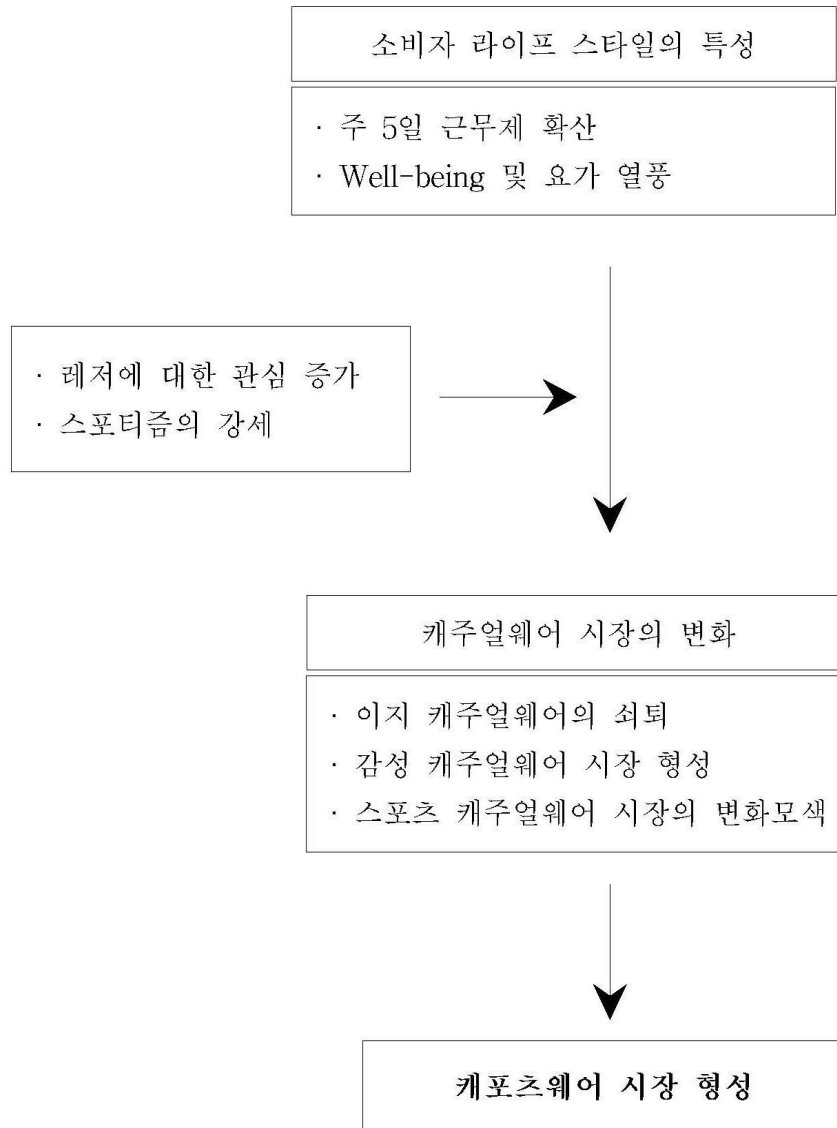 소비자 라이프 스타일의 특성
· 주 5일 근무제 확산
· Well-being 및 요가 열풍
· 레저에 대한 관심 증가
· 스포티즘의 강세
캐주얼웨어 시장의 변화
· 이지 캐주얼웨어의 쇠퇴
· 감성 캐주얼웨어 시장 형성
· 스포츠 캐주얼웨어 시장의 변화모색
캐포츠웨어 시장 형성